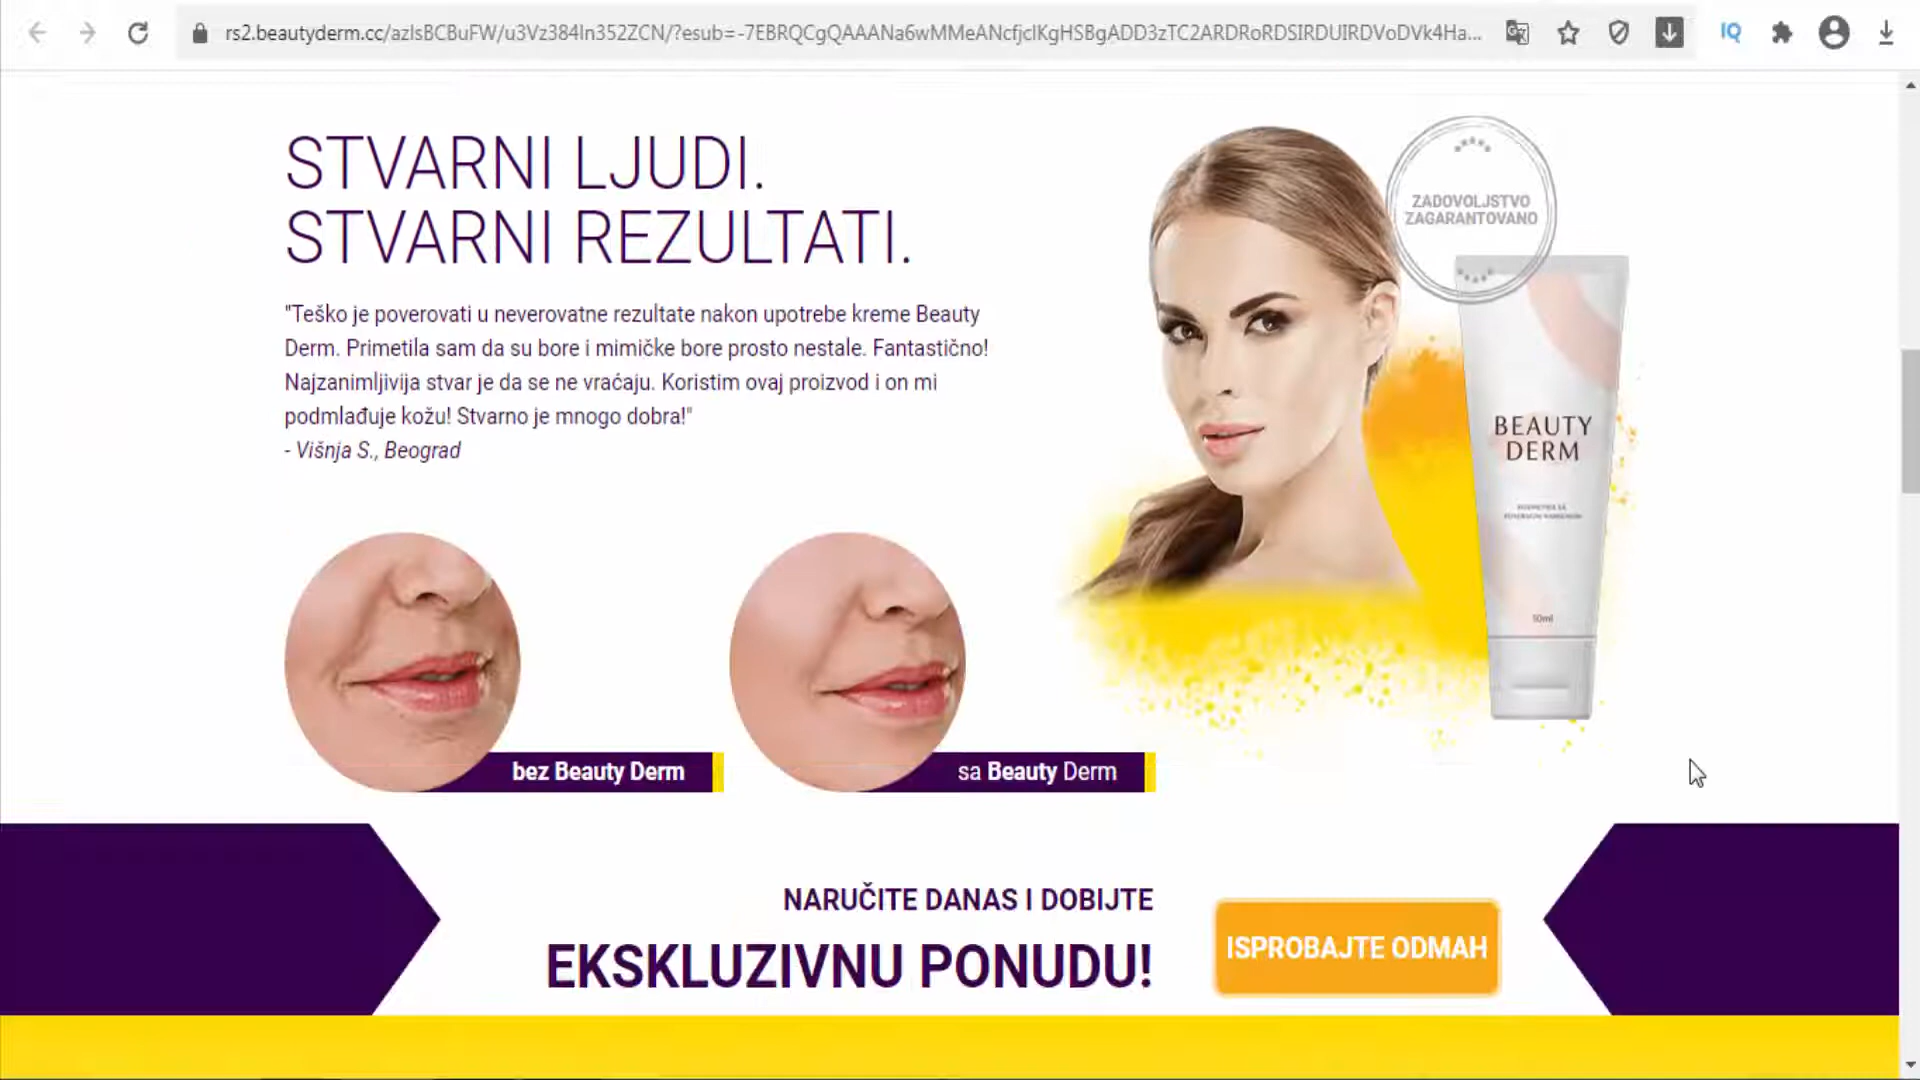 rs2.beautyderm.cc/azlsBCBuFW/u3Vz384ln352ZCN/?esub=-7EBRQCgQAAANa6wMMeANcfjclKgHSBgADD3zTC2ARDRoRDSIRDUIRDVoDVk4Ha...
IQ
STVARNI LJUDI.
STVARNI REZULTATI.
"Teško je poverovati u neverovatne rezultate nakon upotrebe kreme Beauty
Derm. Primetila sam da su bore i mimičke bore prosto nestale. Fantastično!
Najzanimljivija stvar je da se ne vraćaju. Koristim ovaj proizvod i on mi
podmlađuje kožu! Stvarno je mnogo dobra!"
- Višnja S., Beograd
ZADOVOLJSTVO
ZAGARANTOVANO
BEAUTY
DERM
bez Beauty Derm
sa Beauty Derm
NARUČITE DANAS I DOBIJTE
EKSKLUZIVNU PONUDU!
ISPROBAJTE ODMAH